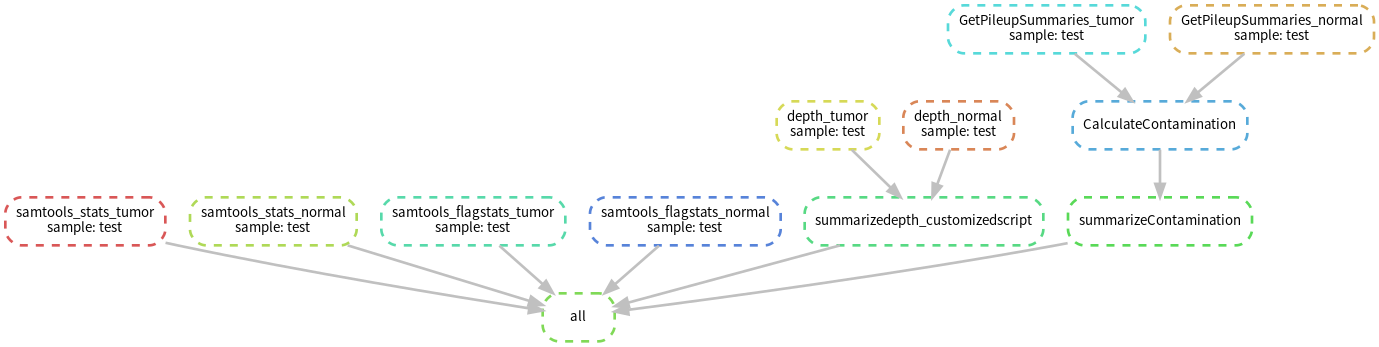 GetPileupSummaries_tumor
sample: test
GetPileupSummaries_normal
sample: test
depth_tumor
sample: test
depth_normal
sample: test
CalculateContamination
samtools_stats_tumor
sample: test
samtools_stats_normal
sample: test
samtools_flagstats_tumor
sample: test
samtools_flagstats_normal
sample: test
summarizedepth_customizedscript
summarizeContamination
all